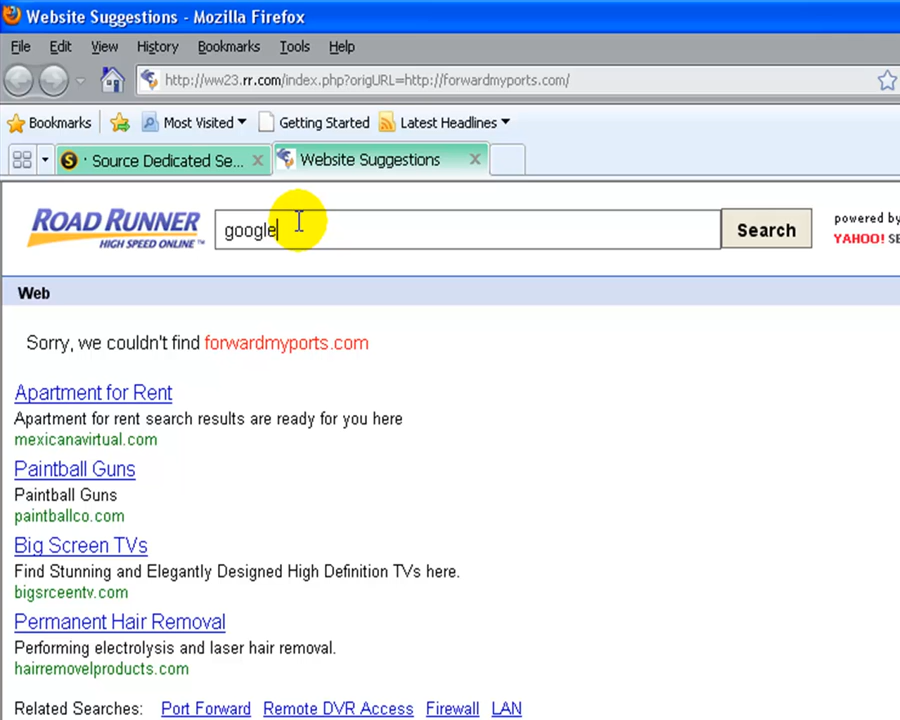 Website Suggestions - Mozilla Firefox
File Edit View History Bookmarks Tools Help
http://ww23.rr.com/index.php?origURL=http://forwardmyports.com/
Bookmarks Most Visited Getting Started Latest Headlines
S · Source Dedicated Se... Website Suggestions
ROAD RUNNER
HIGH SPEED ONLINE™
google
Search
powered by
YAHOO! SE
Web
Sorry, we couldn't find forwardmyports.com
Apartment for Rent
Apartment for rent search results are ready for you here
mexicanavirtual.com
Paintball Guns
Paintball Guns
paintballco.com
Big Screen TVs
Find Stunning and Elegantly Designed High Definition TVs here.
bigsrceentv.com
Permanent Hair Removal
Performing electrolysis and laser hair removal.
hairremovelproducts.com
Related Searches: Port Forward Remote DVR Access Firewall LAN